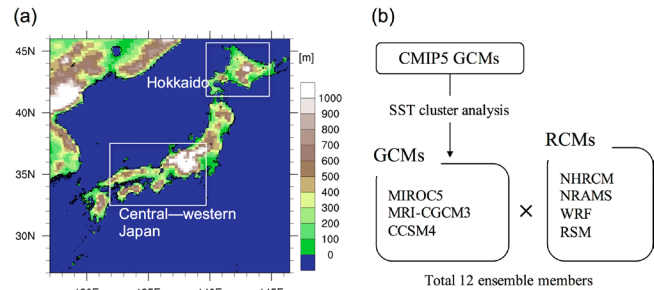 (a)
45N
40N
35N
30N
Hokkaido
Central—western
Japan
[m]
1000
900
800
700
600
500
400
300
200
100
0
(b)
CMIP5 GCMs
SST cluster analysis
GCMs
MIROC5
MRI-CGCM3
CCSM4
×
RCMs
NHRCM
NRAMS
WRF
RSM
Total 12 ensemble members